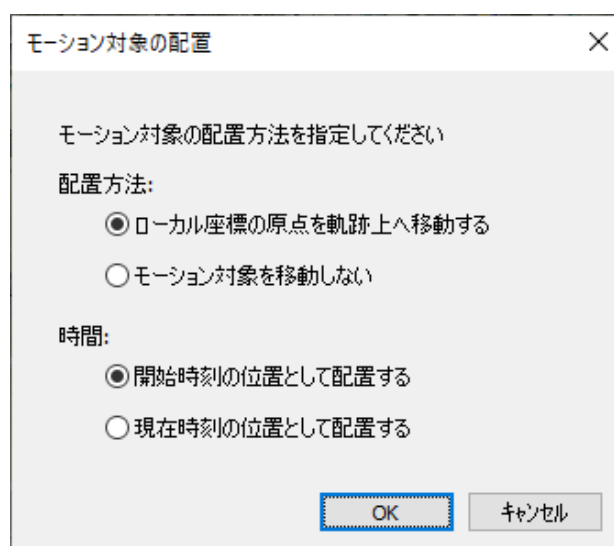 モーション対象の配置
モーション対象の配置方法を指定してください
配置方法:
ローカル座標の原点を軌跡上へ移動する
モーション対象を移動しない
時間:
開始時刻の位置として配置する
現在時刻の位置として配置する
OK
キャンセル